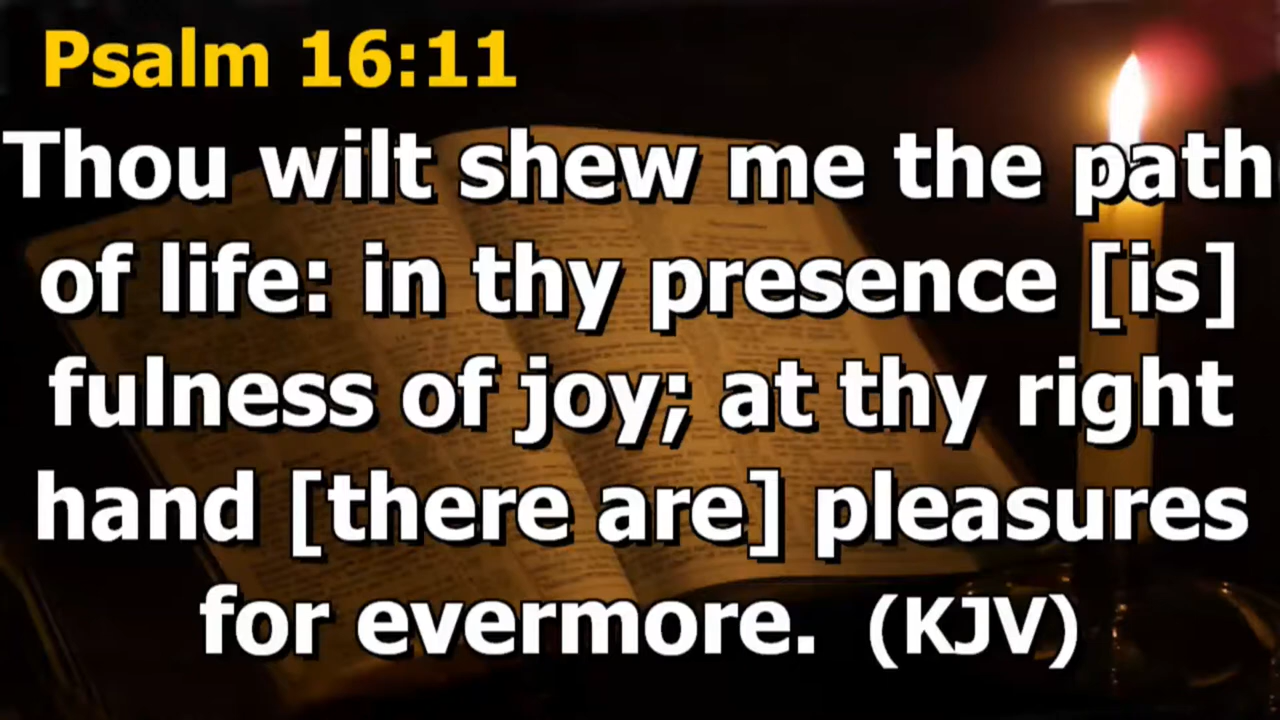 Psalm 16:11
Thou wilt shew me the path
of life: in thy presence [is]
fulness of joy; at thy right
hand [there are] pleasures
for evermore. (KJV)